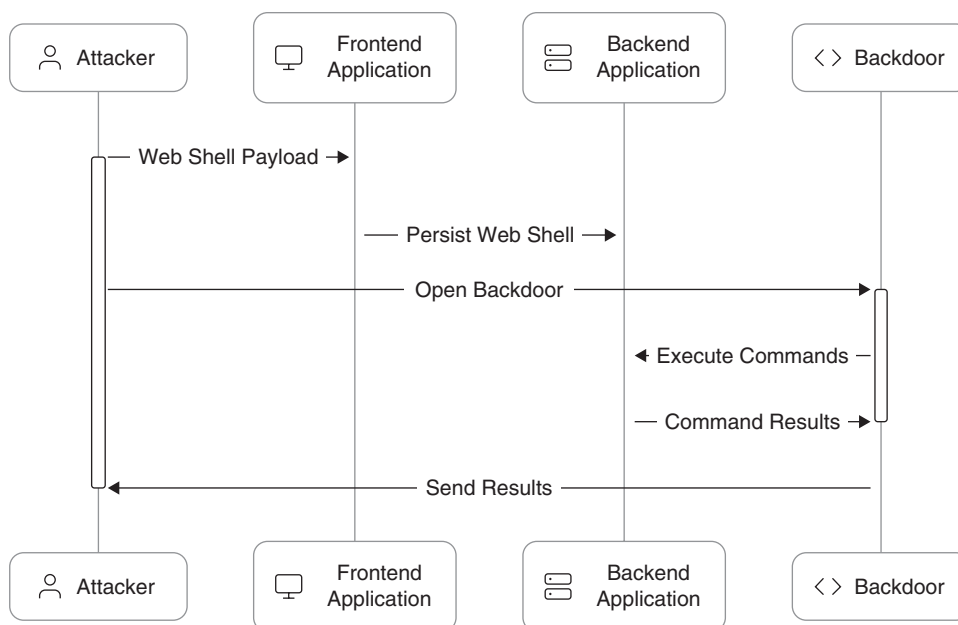 Attacker
Frontend
Application
Backend
Application
Backdoor
Web Shell Payload
Persist Web Shell
Open Backdoor
Execute Commands
Command Results
Send Results
Attacker
Frontend
Application
Backend
Application
Backdoor